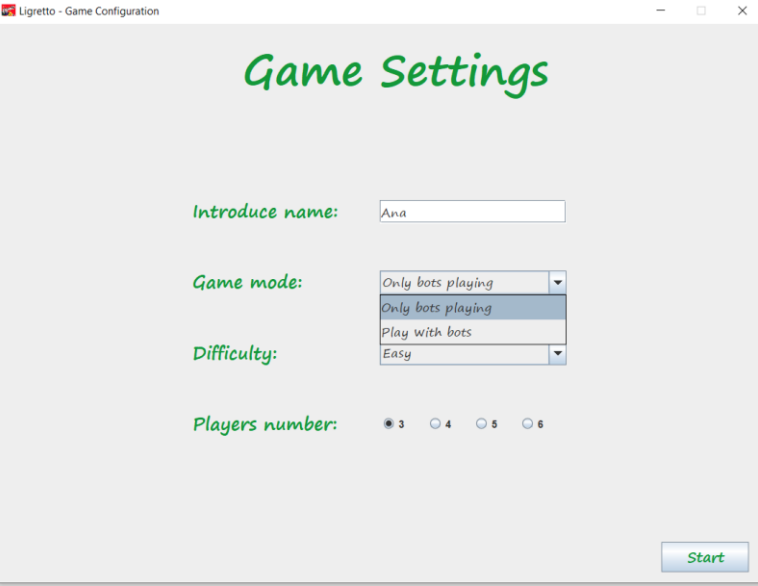 Ligretto - Game Configuration
Game Settings
Introduce name: Ana
Game mode: Only bots playing
Only bots playing
Play with bots
Difficulty: Easy
Players number: 3 4 5 6
Start